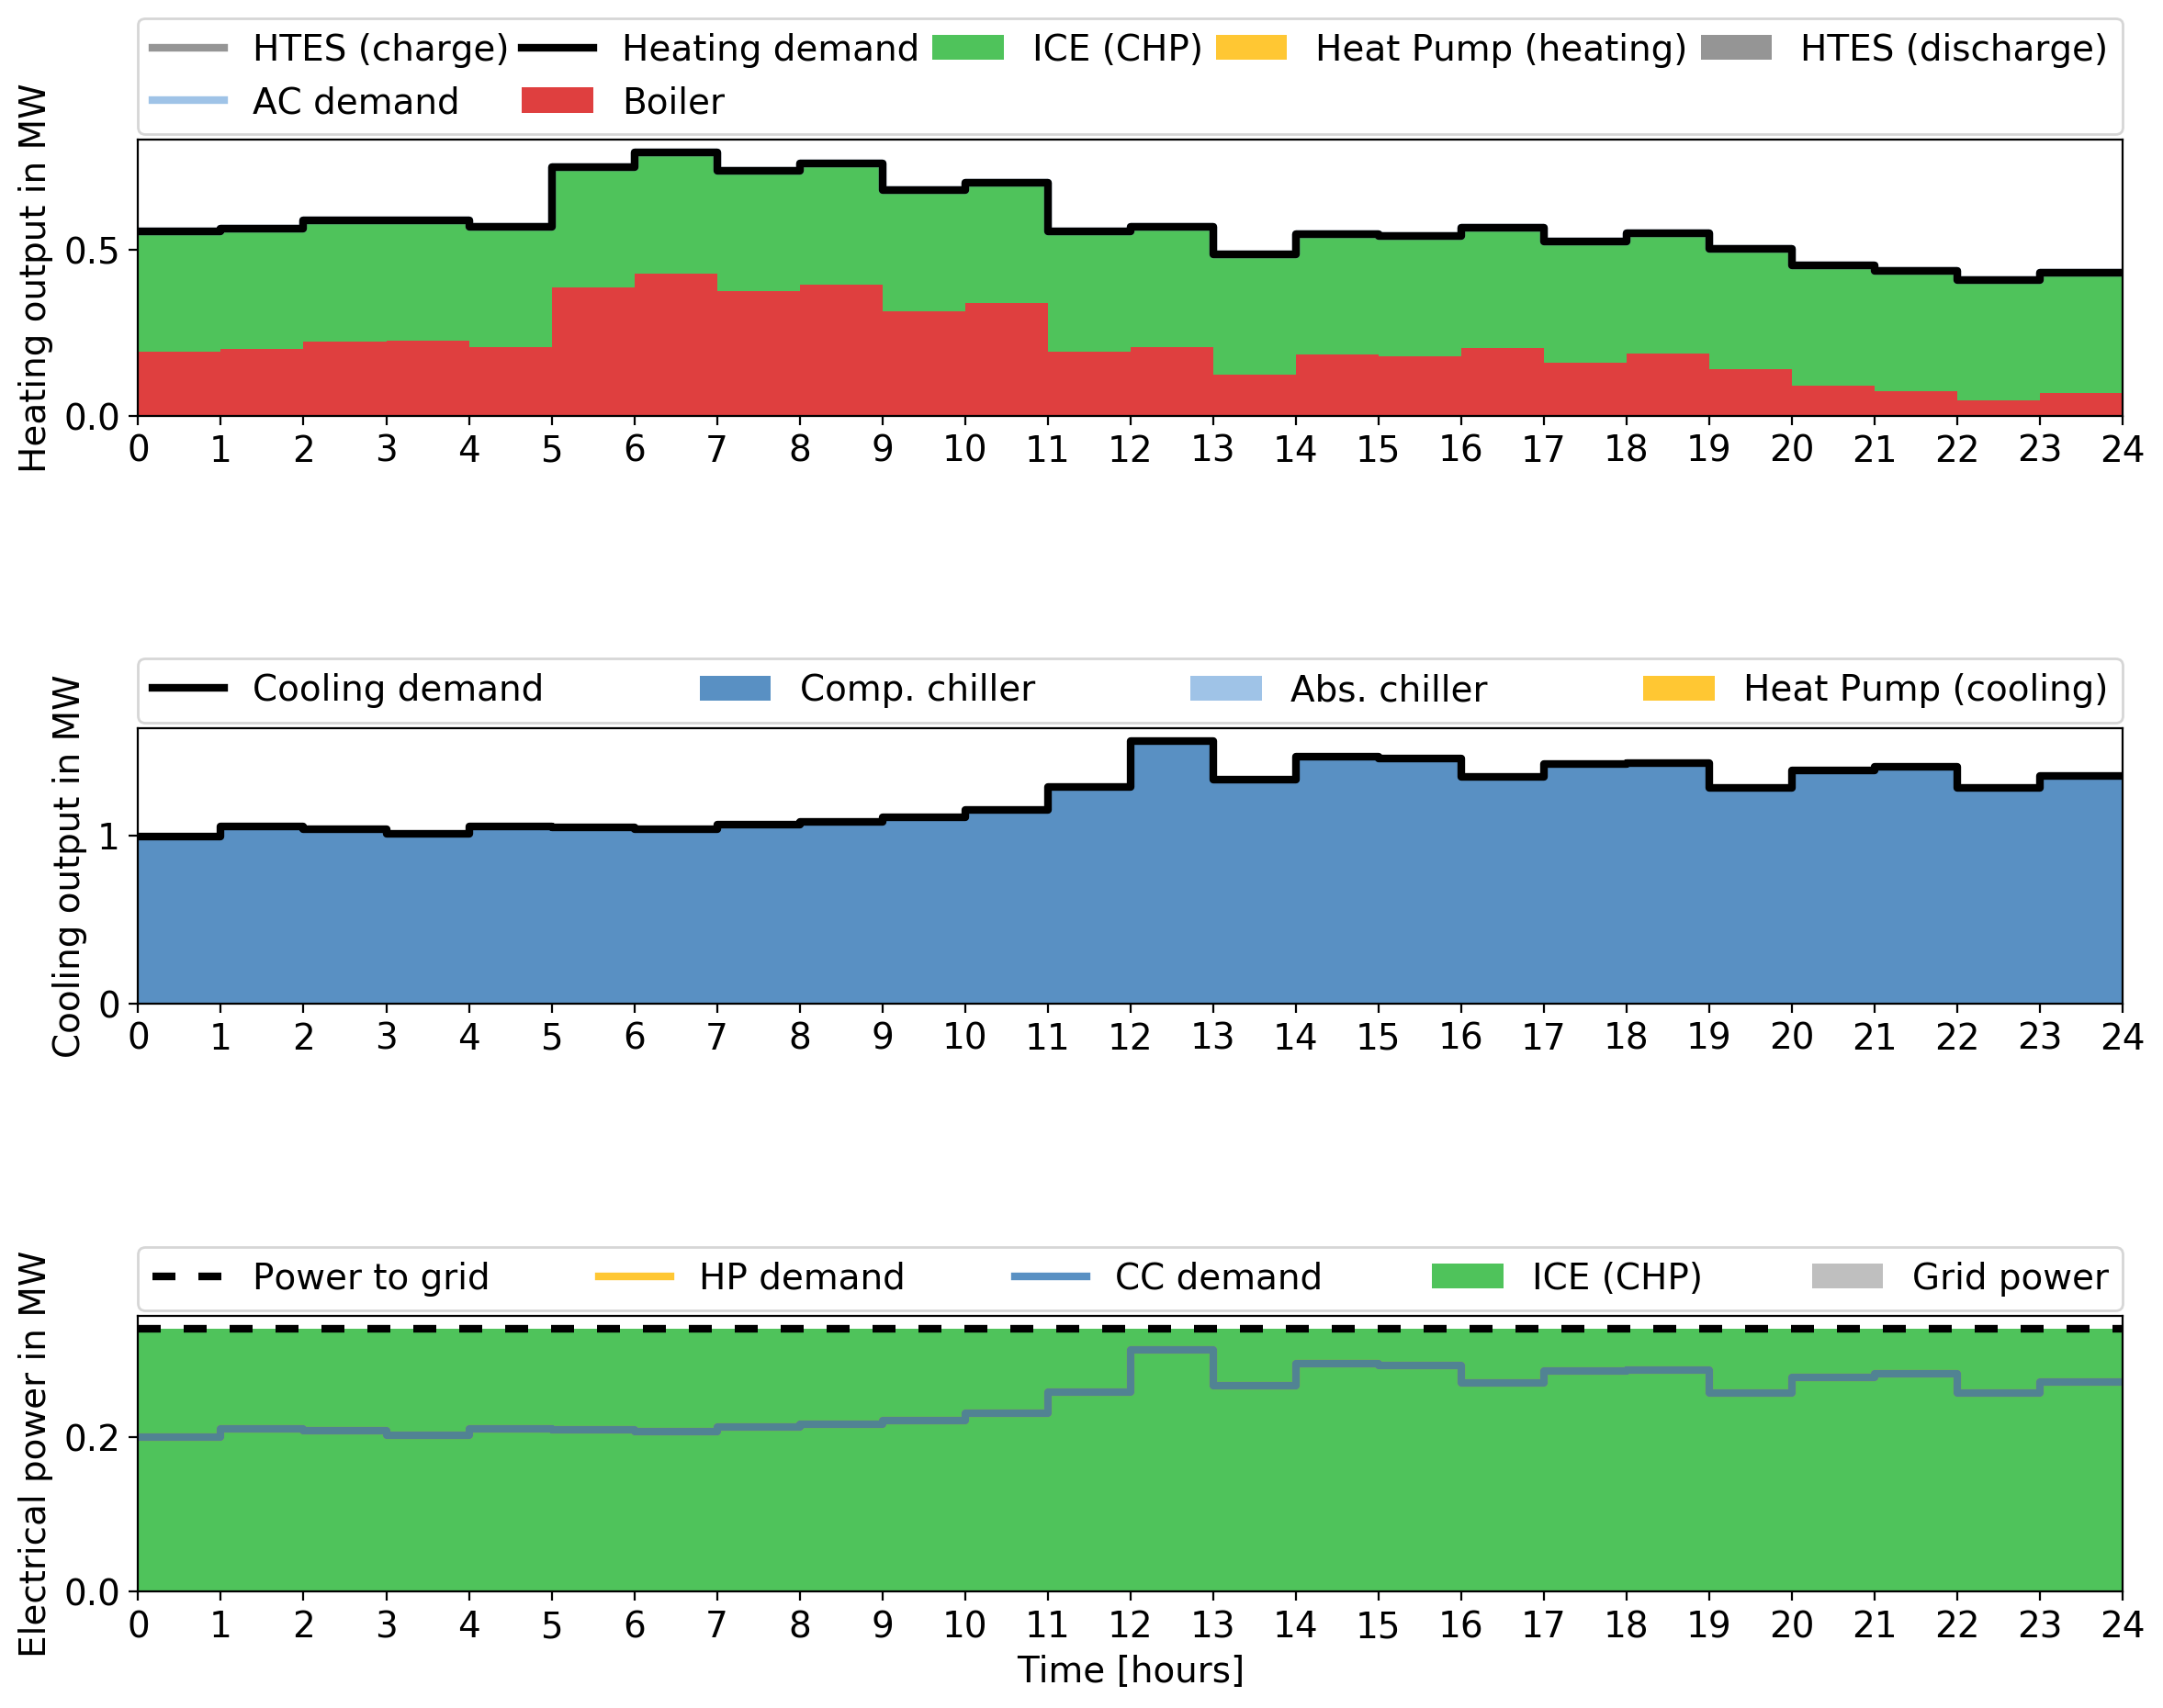 HTES (charge) Heating demand ICE (CHP) Heat Pump (heating) HTES (discharge)
AC demand Boiler
Heating output in MW
0.5
0.0
0 1 2 3 4 5 6 7 8 9 10 11 12 13 14 15 16 17 18 19 20 21 22 23 24
Cooling demand Comp. chiller Abs. chiller Heat Pump (cooling)
Cooling output in MW
1
0
0 1 2 3 4 5 6 7 8 9 10 11 12 13 14 15 16 17 18 19 20 21 22 23 24
Power to grid HP demand CC demand ICE (CHP) Grid power
Electrical power in MW
0.2
0.0
0 1 2 3 4 5 6 7 8 9 10 11 12 13 14 15 16 17 18 19 20 21 22 23 24
Time [hours]